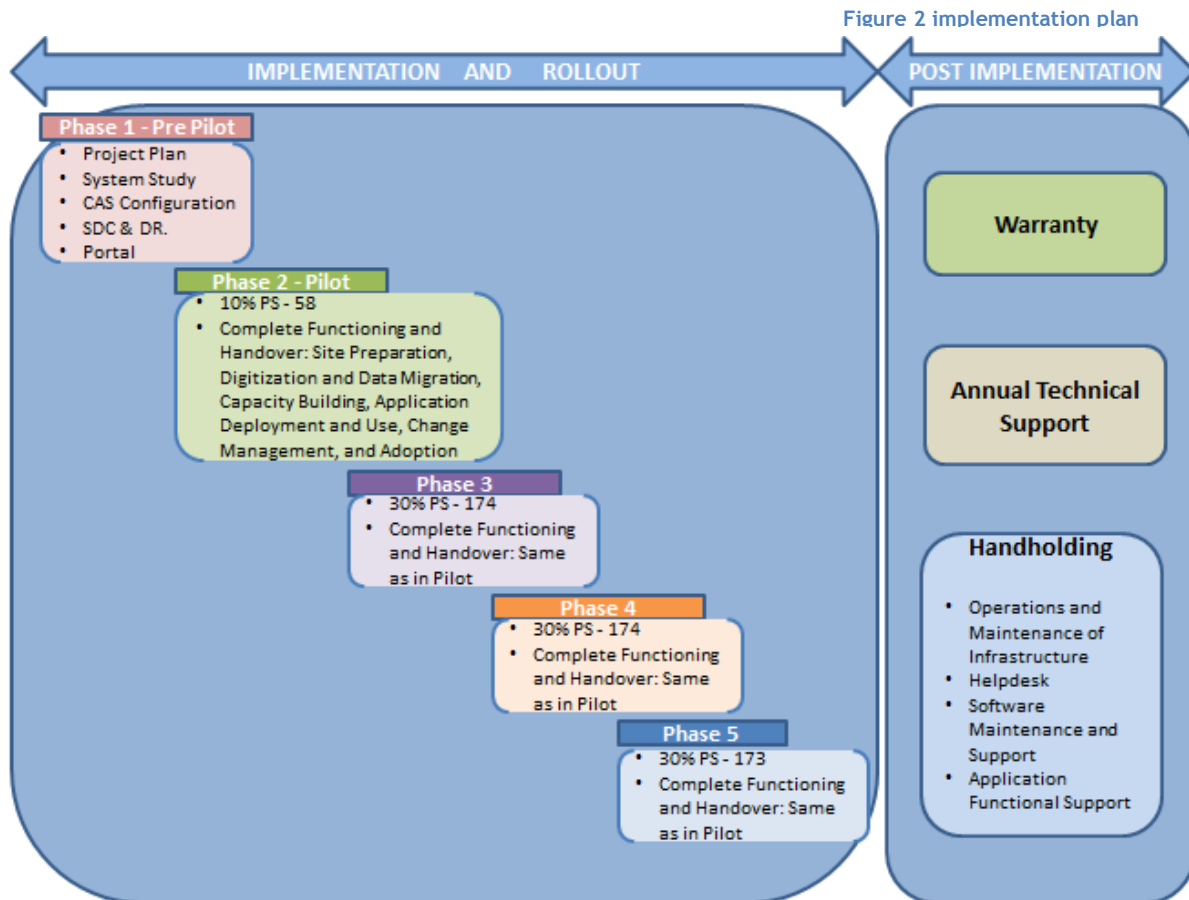 Figure 2 implementation plan
IMPLEMENTATION AND ROLLOUT
POST IMPLEMENTATION
Phase 1 - Pre Pilot
• Project Plan
• System Study
• CAS Configuration
• SDC & DR.
• Portal
Phase 2 - Pilot
• 10% PS - 58
• Complete Functioning and
Handover: Site Preparation,
Digitization and Data Migration,
Capacity Building, Application
Deployment and Use, Change
Management, and Adoption
Phase 3
• 30% PS - 174
• Complete Functioning
and Handover: Same
as in Pilot
Phase 4
• 30% PS - 174
• Complete Functioning
and Handover: Same
as in Pilot
Phase 5
• 30% PS - 173
• Complete Functioning
and Handover: Same
as in Pilot
Warranty
Annual Technical
Support
Handholding
• Operations and
Maintenance of
Infrastructure
• Helpdesk
• Software
Maintenance and
Support
• Application
Functional Support